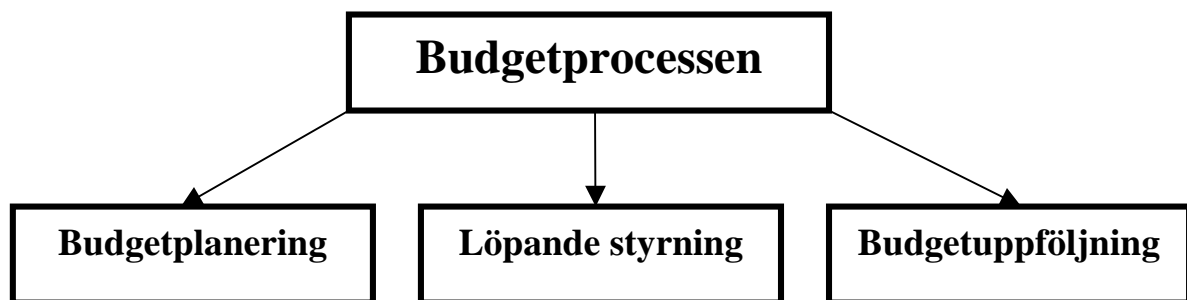 Budgetprocessen
Budgetplanering
Löpande styrning
Budgetuppföljning